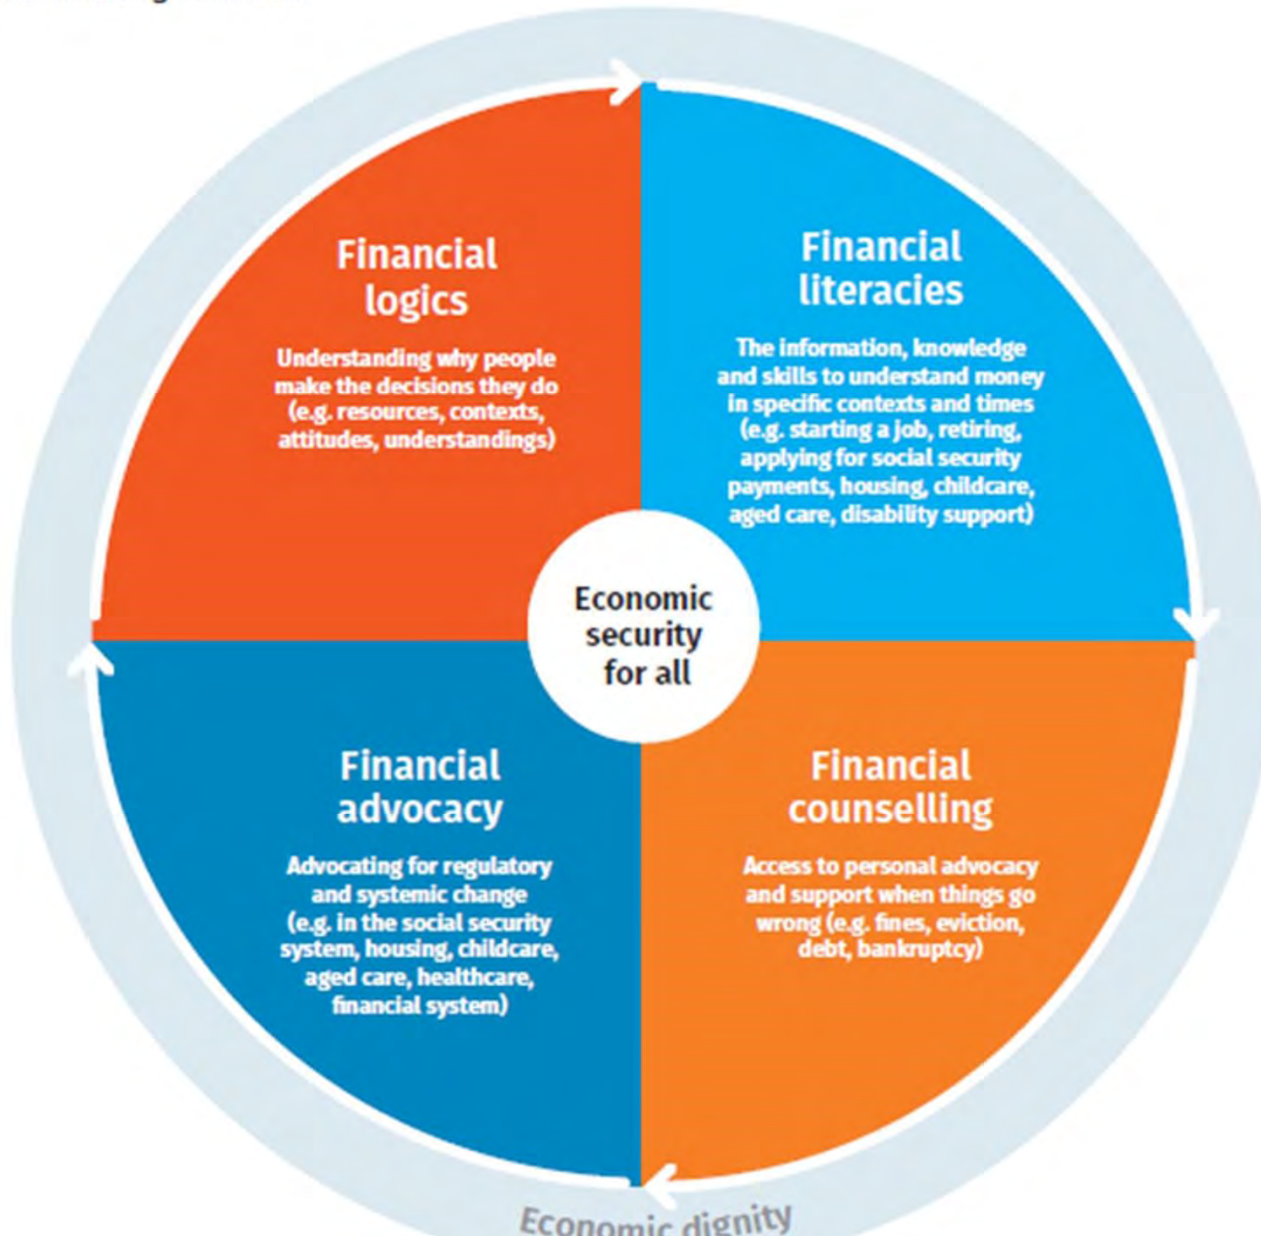 Financial
logics
Understanding why people
make the decisions they do
(e.g. resources, contexts,
attitudes, understandings)
Financial
literacies
The information, knowledge
and skills to understand money
in specific contexts and times
(e.g. starting a job, retiring,
applying for social security
payments, housing, childcare,
aged care, disability support)
Economic
security
for all
Financial
advocacy
Advocating for regulatory
and systemic change
(e.g. in the social security
system, housing, childcare,
aged care, healthcare,
financial system)
Financial
counselling
Access to personal advocacy
and support when things go
wrong (e.g. fines, eviction,
debt, bankruptcy)
Economic dignity